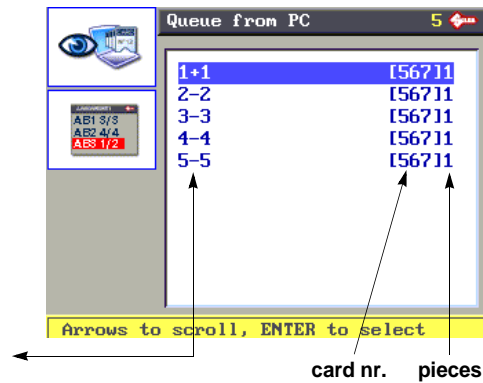 Queue from PC 5
1+1 [567]1
2-2 [567]1
3-3 [567]1
4-4 [567]1
5-5 [567]1
AB1 3/3
AB2 4/4
AB3 1/2
Arrows to scroll, ENTER to select
card nr. pieces